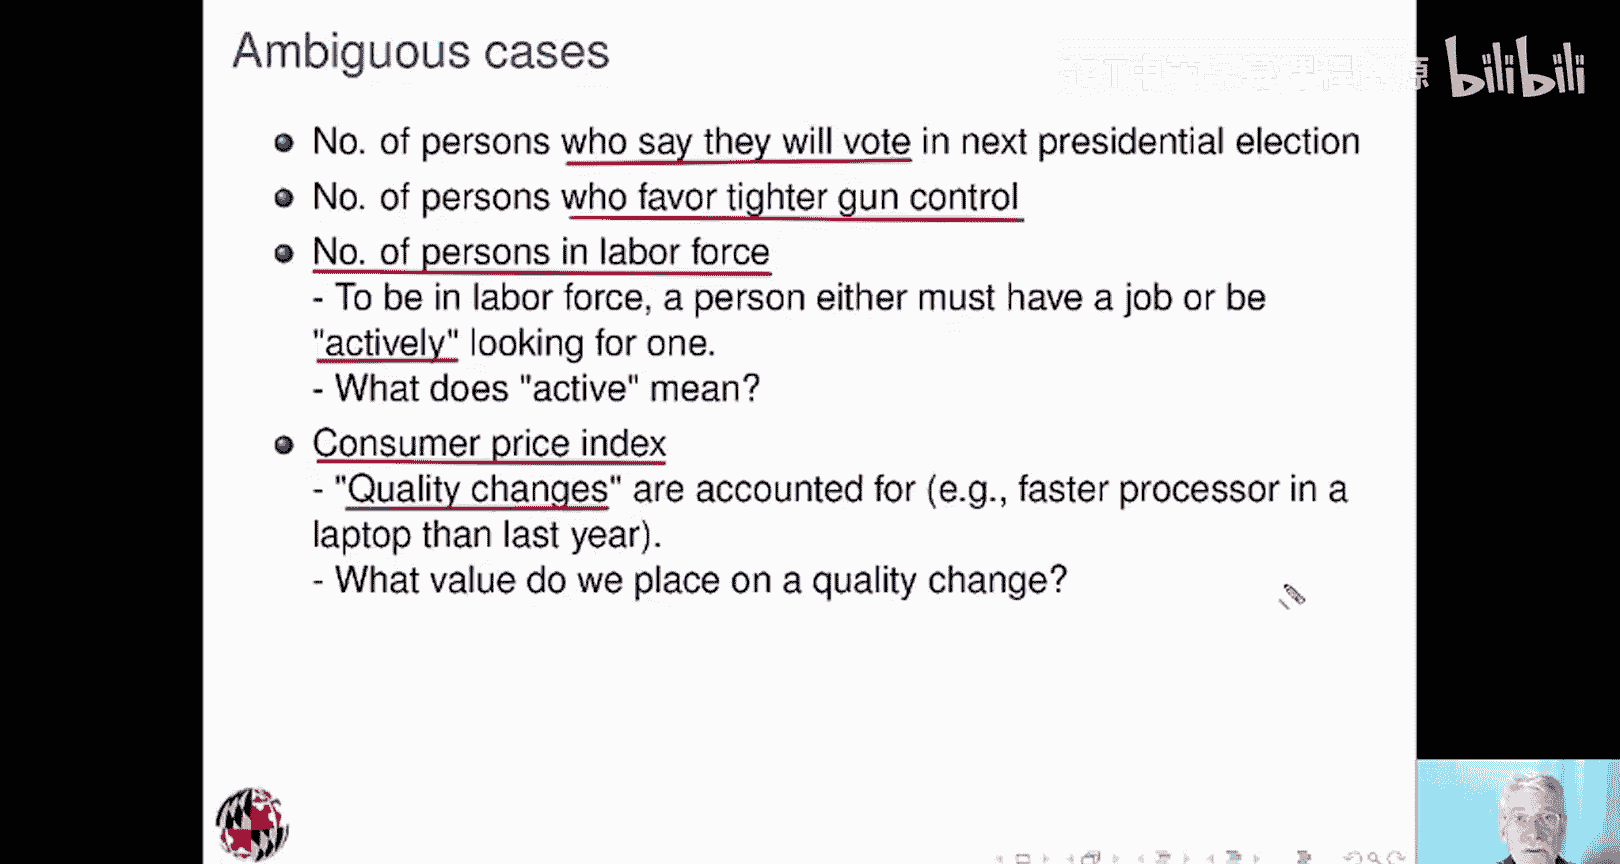 Ambiguous cases
bilibili
No. of persons who say they will vote in next presidential election
No. of persons who favor tighter gun control
No. of persons in labor force
- To be in labor force, a person either must have a job or be
"actively" looking for one.
- What does "active" mean?
Consumer price index
- "Quality changes" are accounted for (e.g., faster processor in a
laptop than last year).
- What value do we place on a quality change?